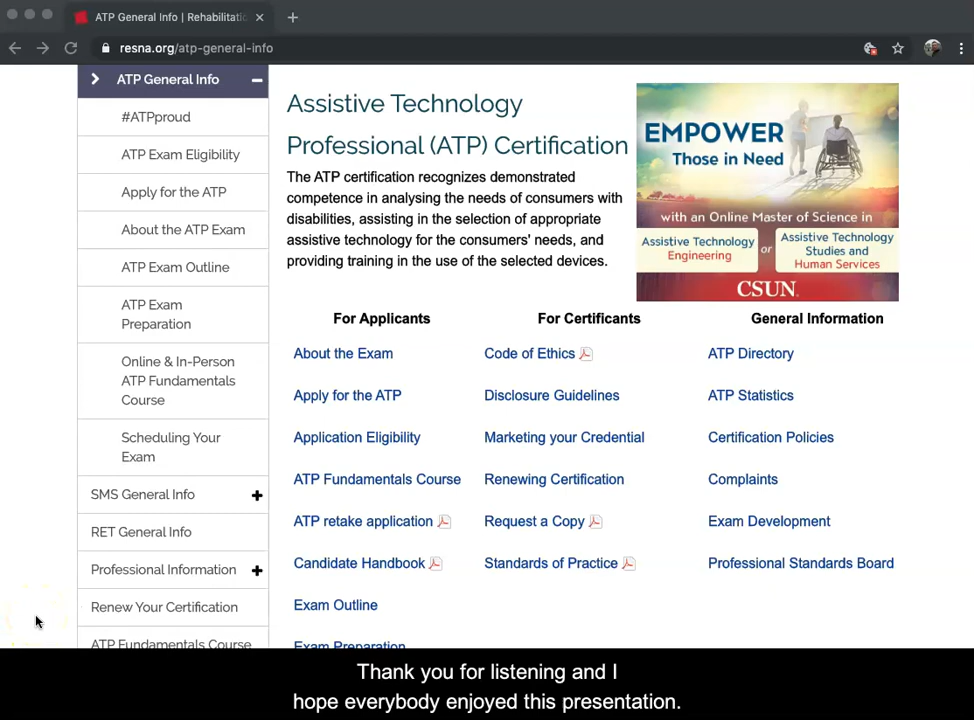 ATP General Info | Rehabilitatio
resna.org/atp-general-info
ATP General Info
#ATPproud
ATP Exam Eligibility
Apply for the ATP
About the ATP Exam
ATP Exam Outline
ATP Exam
Preparation
Online & In-Person
ATP Fundamentals
Course
Scheduling Your
Exam
SMS General Info
RET General Info
Professional Information
Renew Your Certification
ATP Fundamentals Course
Assistive Technology
Professional (ATP) Certification
The ATP certification recognizes demonstrated
competence in analysing the needs of consumers with
disabilities, assisting in the selection of appropriate
assistive technology for the consumers' needs, and
providing training in the use of the selected devices.
EMPOWER
Those in Need
with an Online Master of Science in
Assistive Technology
Engineering
or
Assistive Technology
Studies and
Human Services
CSUN
For Applicants
About the Exam
Apply for the ATP
Application Eligibility
ATP Fundamentals Course
ATP retake application
Candidate Handbook
Exam Outline
Exam Preparation
For Certificants
Code of Ethics
Disclosure Guidelines
Marketing your Credential
Renewing Certification
Request a Copy
Standards of Practice
General Information
ATP Directory
ATP Statistics
Certification Policies
Complaints
Exam Development
Professional Standards Board
Thank you for listening and I
hope everybody enjoyed this presentation.